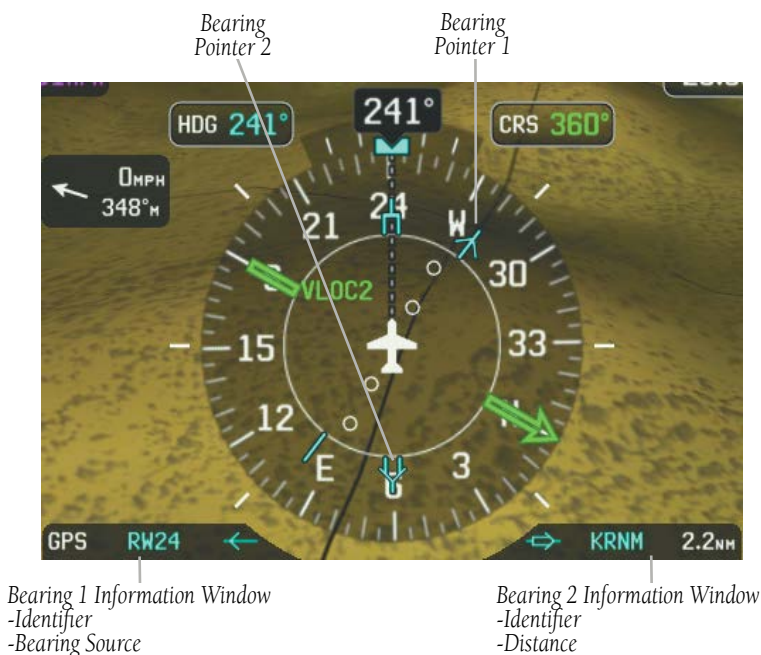 Bearing
Pointer 2
Bearing
Pointer 1
HDG 241°
241°
CRS 360°
0MPH
348°M
21
24
W
30
33
N
3
6
E
12
15
S
VLOC2
GPS RW24
KRNM 2.2NM
Bearing 1 Information Window
-Identifier
-Bearing Source
Bearing 2 Information Window
-Identifier
-Distance